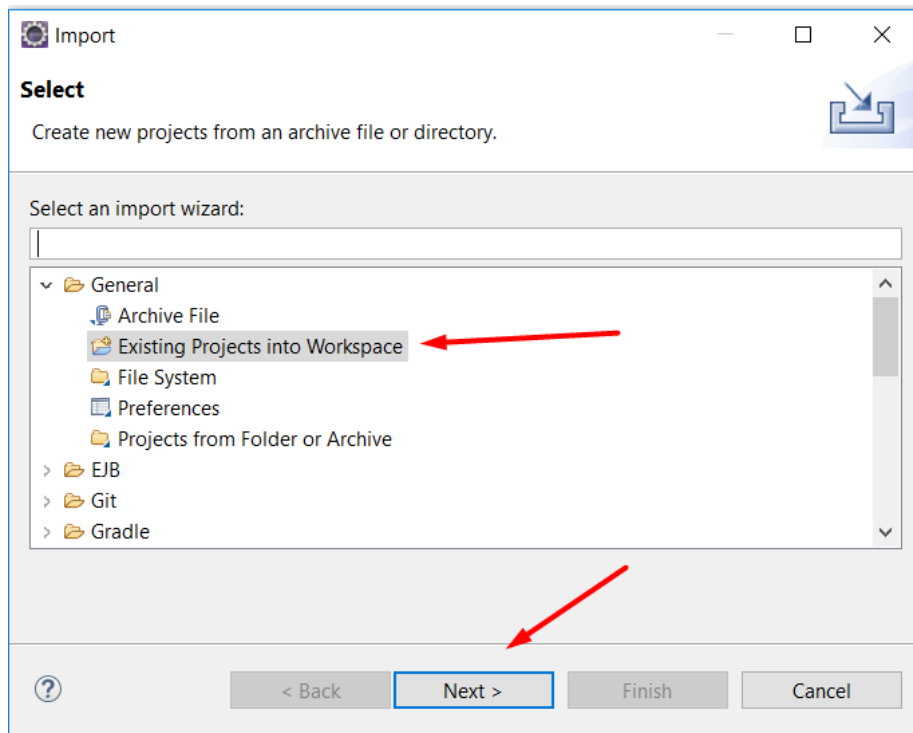 Import
Select
Create new projects from an archive file or directory.
Select an import wizard:
General
Archive File
Existing Projects into Workspace
File System
Preferences
Projects from Folder or Archive
EJB
Git
Gradle
? < Back Next > Finish Cancel